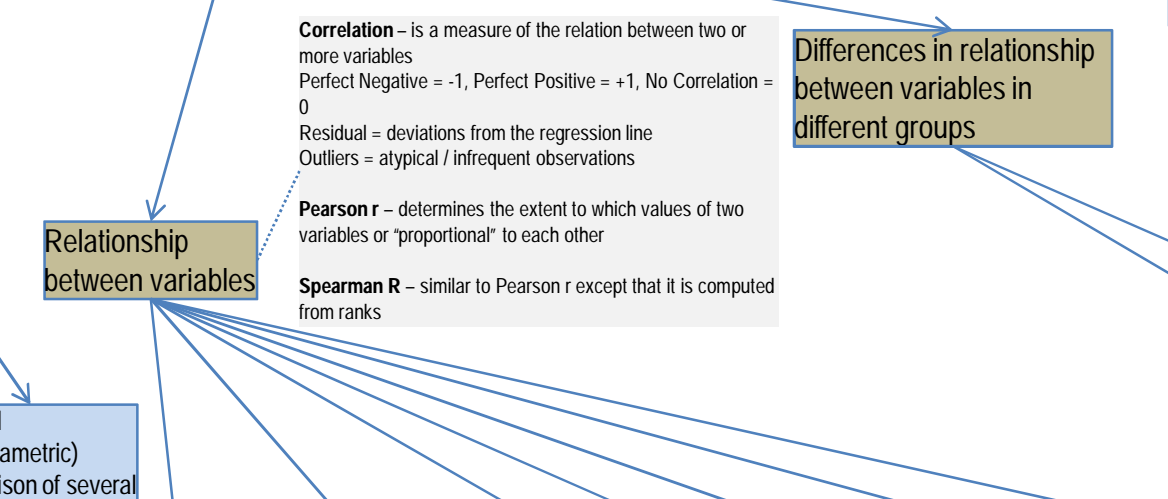 Correlation – is a measure of the relation between two or
more variables
Perfect Negative = -1, Perfect Positive = +1, No Correlation =
0
Residual = deviations from the regression line
Outliers = atypical / infrequent observations
Pearson r – determines the extent to which values of two
variables or “proportional” to each other
Spearman R – similar to Pearson r except that it is computed
from ranks
Differences in relationship
between variables in
different groups
Relationship
between variables
ametric)
ison of several